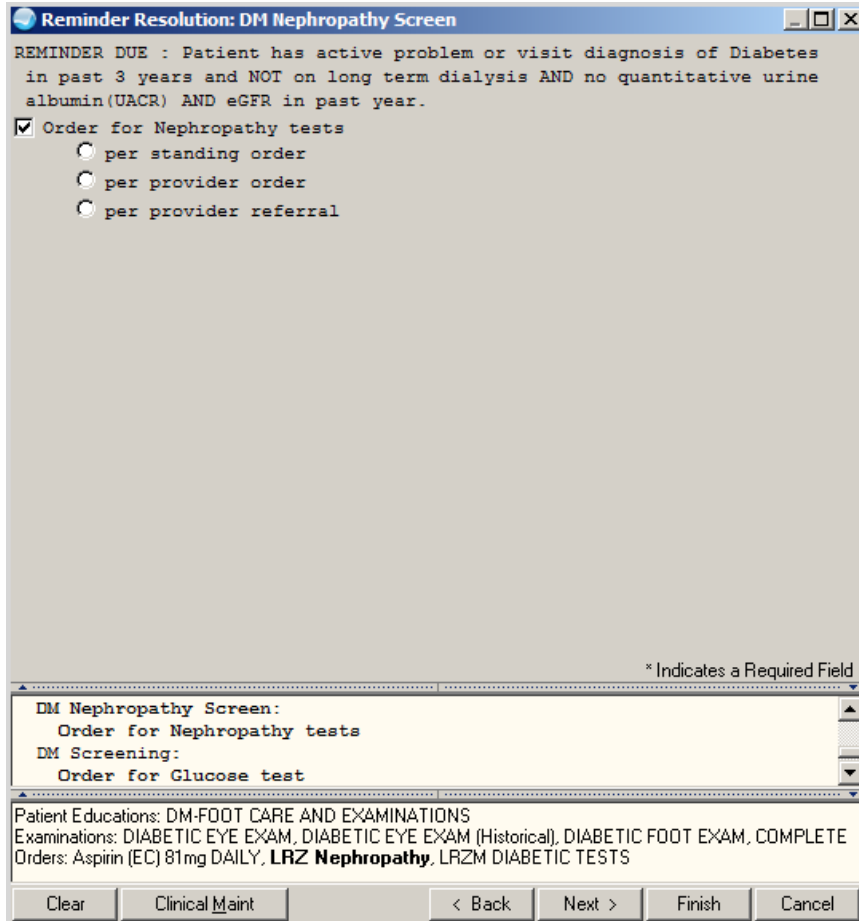 Reminder Resolution: DM Nephropathy Screen
REMINDER DUE : Patient has active problem or visit diagnosis of Diabetes
in past 3 years and NOT on long term dialysis AND no quantitative urine
albumin(UACR) AND eGFR in past year.
Order for Nephropathy tests
per standing order
per provider order
per provider referral
* Indicates a Required Field
DM Nephropathy Screen:
Order for Nephropathy tests
DM Screening:
Order for Glucose test
Patient Educations: DM-FOOT CARE AND EXAMINATIONS
Examinations: DIABETIC EYE EXAM, DIABETIC EYE EXAM (Historical), DIABETIC FOOT EXAM, COMPLETE
Orders: Aspirin (EC) 81mg DAILY, LRZ Nephropathy, LRZM DIABETIC TESTS
Clear Clinical Maint < Back Next > Finish Cancel